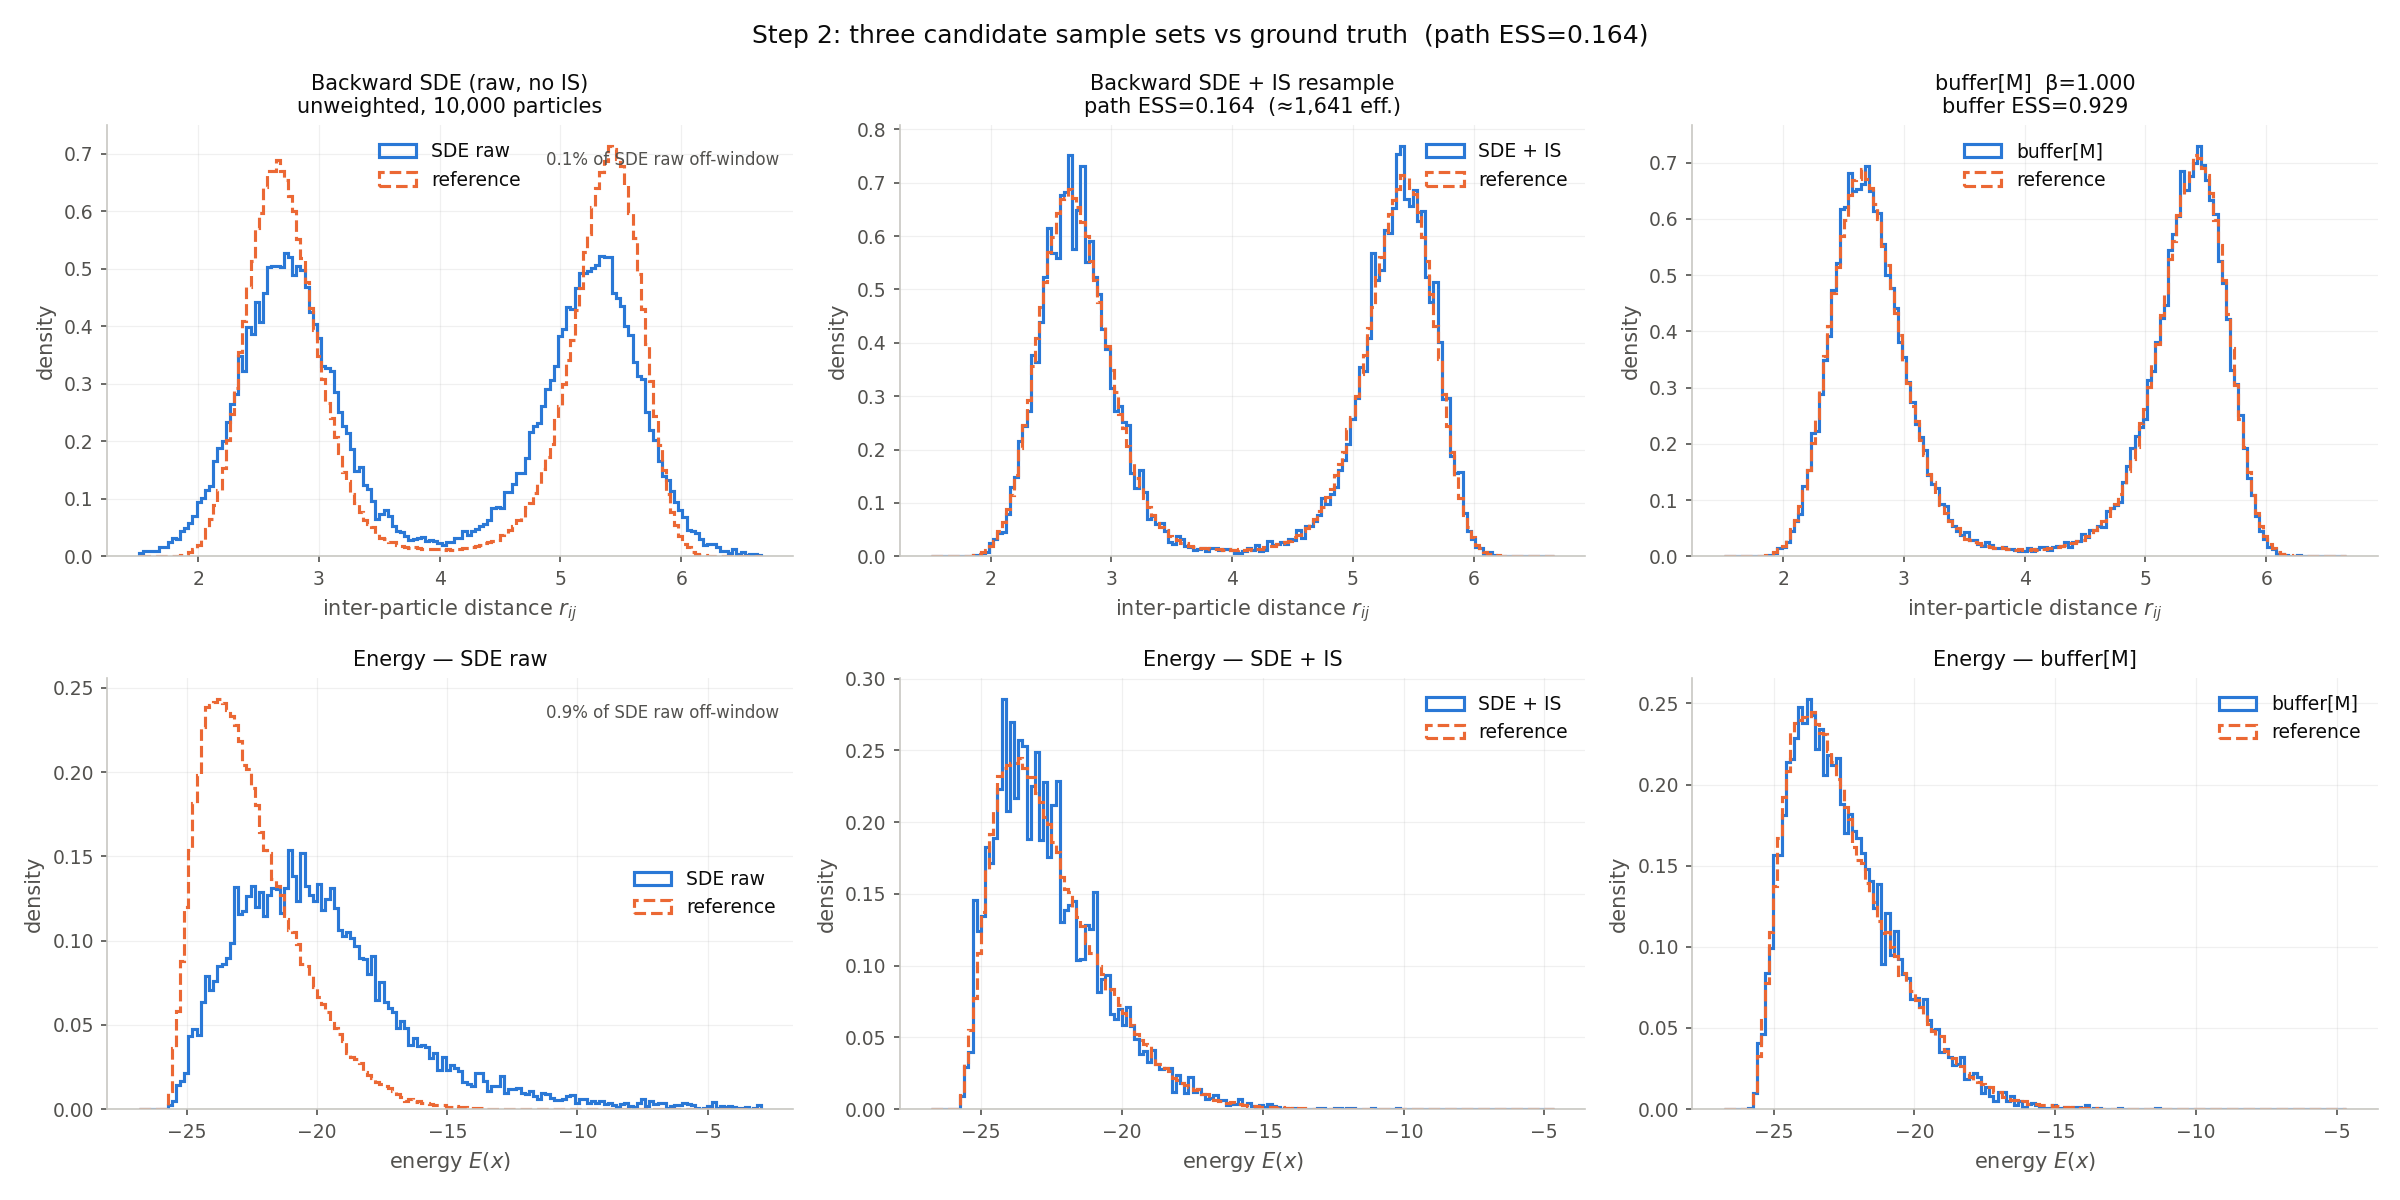 Step 2: three candidate sample sets vs ground truth  (path ESS=0.164)
Backward SDE (raw, no IS)
unweighted, 10,000 particles
SDE raw
reference
0.1% of SDE raw off-window
density
0.7
0.6
0.5
0.4
0.3
0.2
0.1
0.0
2 3 4 5 6
inter-particle distance r_ij
Backward SDE + IS resample
path ESS=0.164  (≈1,641 eff.)
SDE + IS
reference
density
0.8
0.7
0.6
0.5
0.4
0.3
0.2
0.1
0.0
2 3 4 5 6
inter-particle distance r_ij
buffer[M]  β=1.000
buffer ESS=0.929
buffer[M]
reference
density
0.7
0.6
0.5
0.4
0.3
0.2
0.1
0.0
2 3 4 5 6
inter-particle distance r_ij
Energy — SDE raw
0.9% of SDE raw off-window
SDE raw
reference
density
0.25
0.20
0.15
0.10
0.05
0.00
−25 −20 −15 −10 −5
energy E(x)
Energy — SDE + IS
SDE + IS
reference
density
0.30
0.25
0.20
0.15
0.10
0.05
0.00
−25 −20 −15 −10 −5
energy E(x)
Energy — buffer[M]
buffer[M]
reference
density
0.25
0.20
0.15
0.10
0.05
0.00
−25 −20 −15 −10 −5
energy E(x)